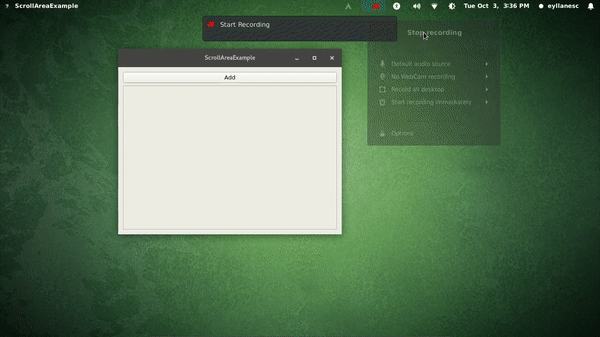 ScrollAreaExample
Tue Oct 3, 3:36 PM
eyllanesc
Start Recording
Stop recording
ScrollAreaExample
Default audio source
No WebCam recording
Add
Record all desktop
Start recording immediately
Options